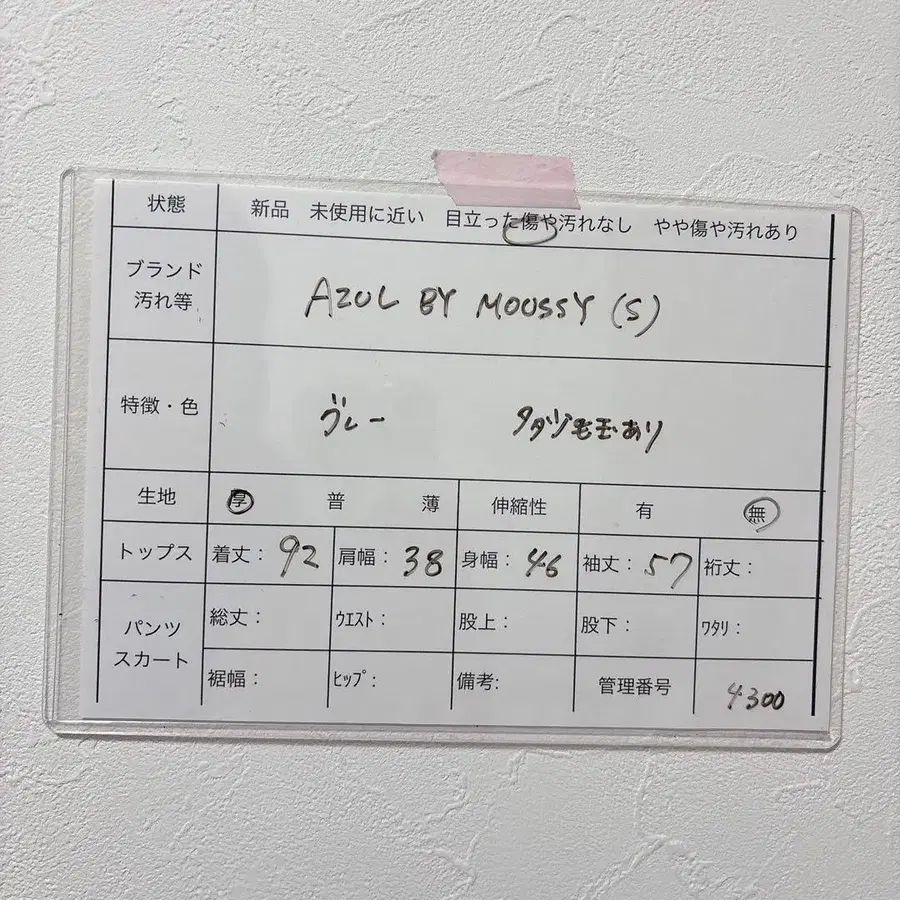 状態 新品 未使用に近い 目立った傷や汚れなし やや傷や汚れあり
ブランド
汚れ等 AZUL BY MOUSSY (S)
特徴・色 グレー 毛玉あり
生地 厚 普 薄 伸縮性 有 無
トップス 着丈: 92 肩幅: 38 身幅: 46 袖丈: 57 裄丈:
パンツ
スカート
総丈: ウエスト: 股上: 股下: ワタリ:
裾幅: ヒップ: 備考: 管理番号 4300